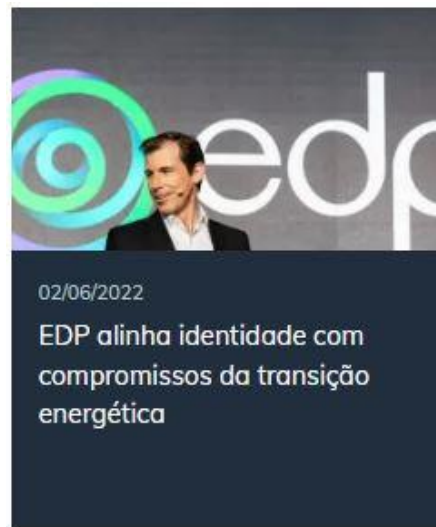 edp
02/06/2022
EDP alinha identidade com
compromissos da transição
energética